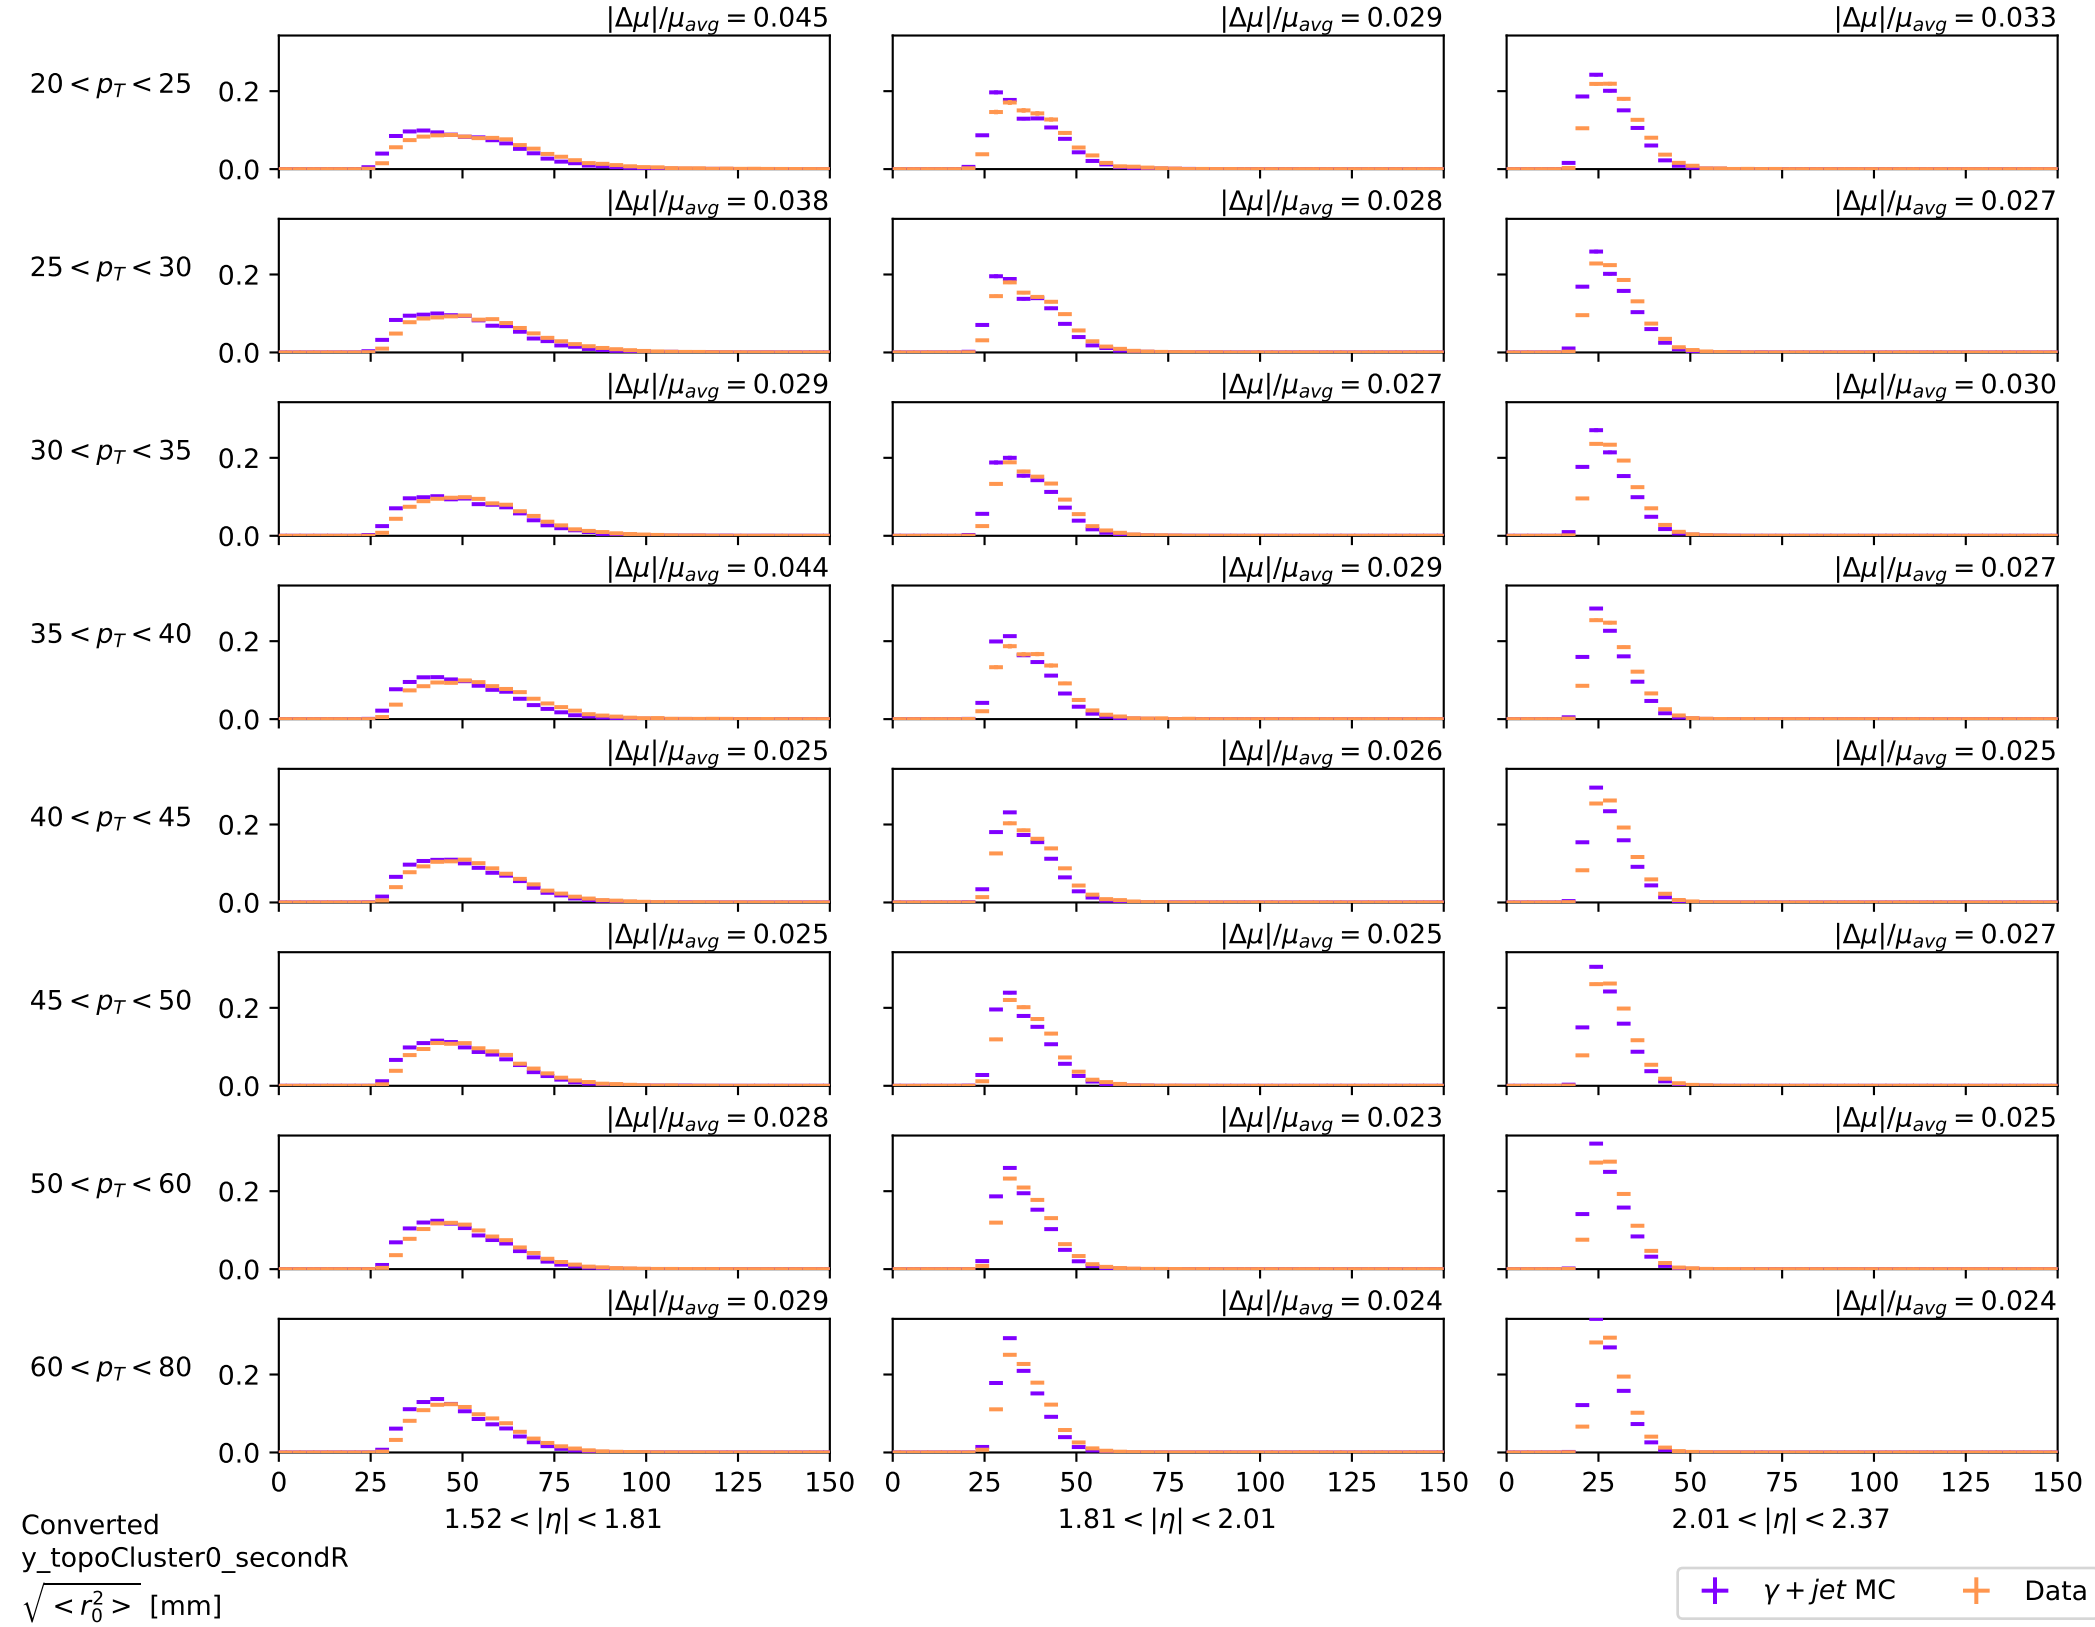 |Δμ|/μavg = 0.045 |Δμ|/μavg = 0.029 |Δμ|/μavg = 0.033
20 < pT < 25 0.2
0.0
|Δμ|/μavg = 0.038 |Δμ|/μavg = 0.028 |Δμ|/μavg = 0.027
25 < pT < 30 0.2
0.0
|Δμ|/μavg = 0.029 |Δμ|/μavg = 0.027 |Δμ|/μavg = 0.030
30 < pT < 35 0.2
0.0
|Δμ|/μavg = 0.044 |Δμ|/μavg = 0.029 |Δμ|/μavg = 0.027
35 < pT < 40 0.2
0.0
|Δμ|/μavg = 0.025 |Δμ|/μavg = 0.026 |Δμ|/μavg = 0.025
40 < pT < 45 0.2
0.0
|Δμ|/μavg = 0.025 |Δμ|/μavg = 0.025 |Δμ|/μavg = 0.027
45 < pT < 50 0.2
0.0
|Δμ|/μavg = 0.028 |Δμ|/μavg = 0.023 |Δμ|/μavg = 0.025
50 < pT < 60 0.2
0.0
|Δμ|/μavg = 0.029 |Δμ|/μavg = 0.024 |Δμ|/μavg = 0.024
60 < pT < 80 0.2
0.0
0 25 50 75 100 125 150 0 25 50 75 100 125 150 0 25 50 75 100 125 150
1.52 < |η| < 1.81 1.81 < |η| < 2.01 2.01 < |η| < 2.37
Converted
y_topoCluster0_secondR
√<r₀²> [mm]
γ + jet MC Data